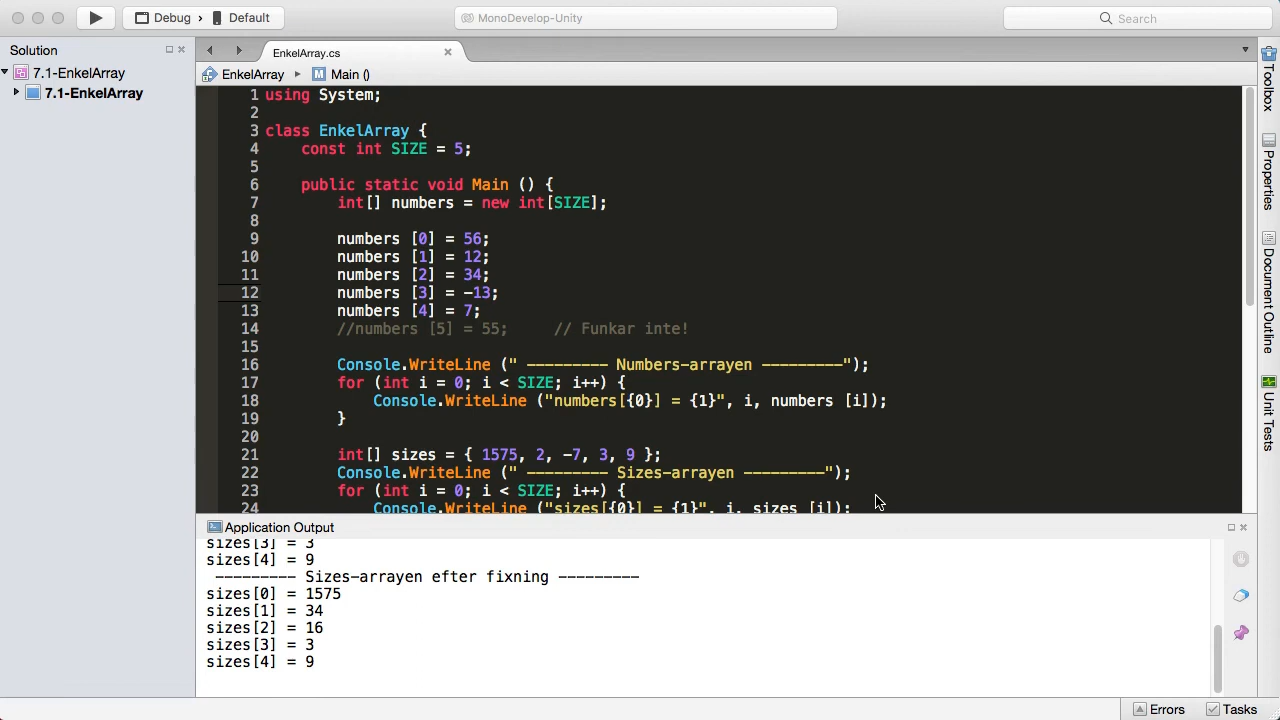 Debug › Default
MonoDevelop-Unity
Search
Solution
7.1-EnkelArray
7.1-EnkelArray
EnkelArray.cs
EnkelArray ▸ Main ()
1 using System;
2
3 class EnkelArray {
4 const int SIZE = 5;
5
6 public static void Main () {
7 int[] numbers = new int[SIZE];
8
9 numbers [0] = 56;
10 numbers [1] = 12;
11 numbers [2] = 34;
12 numbers [3] = -13;
13 numbers [4] = 7;
14 //numbers [5] = 55; // Funkar inte!
15
16 Console.WriteLine (" --------- Numbers-arrayen ---------");
17 for (int i = 0; i < SIZE; i++) {
18 Console.WriteLine ("numbers[{0}] = {1}", i, numbers [i]);
19 }
20
21 int[] sizes = { 1575, 2, -7, 3, 9 };
22 Console.WriteLine (" --------- Sizes-arrayen ---------");
23 for (int i = 0; i < SIZE; i++) {
24 Console.WriteLine ("sizes[{0}] = {1}", i, sizes [i]);
Toolbox
Properties
Document Outline
Unit Tests
Application Output
sizes[3] = 3
sizes[4] = 9
--------- Sizes-arrayen efter fixning ---------
sizes[0] = 1575
sizes[1] = 34
sizes[2] = 16
sizes[3] = 3
sizes[4] = 9
Errors
Tasks